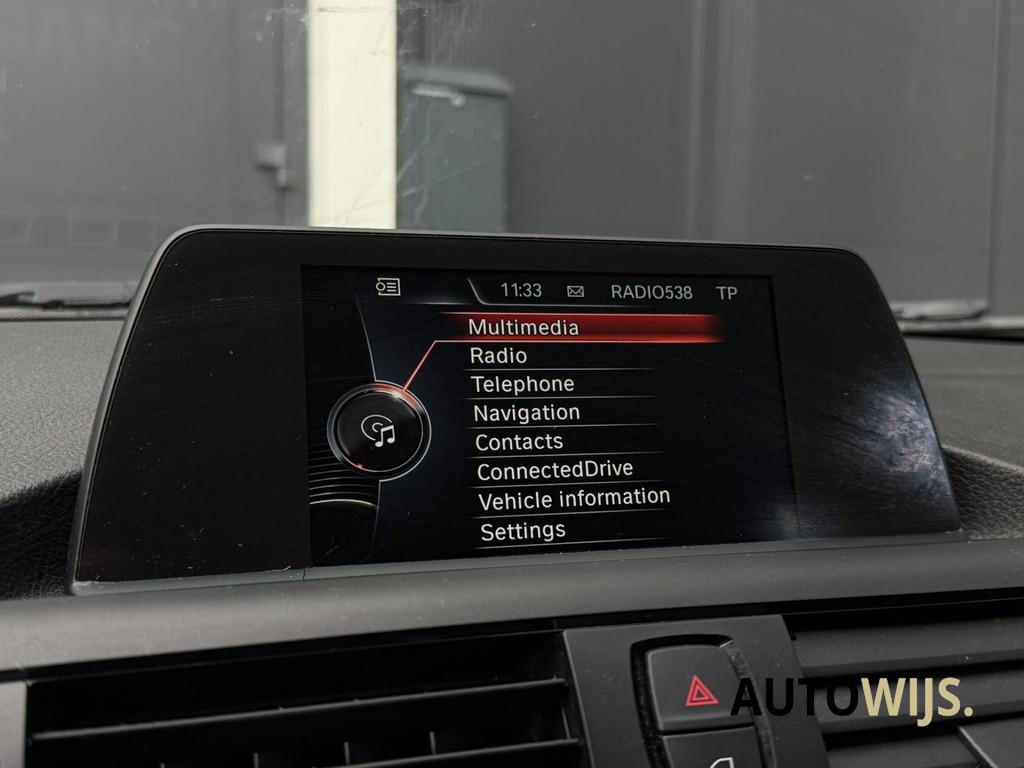 11:33 RADIO538 TP
Multimedia
Radio
Telephone
Navigation
Contacts
ConnectedDrive
Vehicle information
Settings
AUTOWIJS.